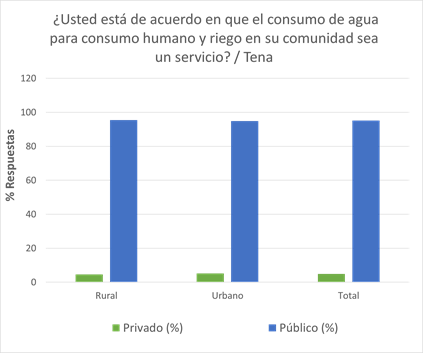 ¿Usted está de acuerdo en que el consumo de agua
para consumo humano y riego en su comunidad sea
un servicio? / Tena
120
100
80
60
40
20
0
% Respuestas
Rural Urbano Total
Privado (%) Público (%)